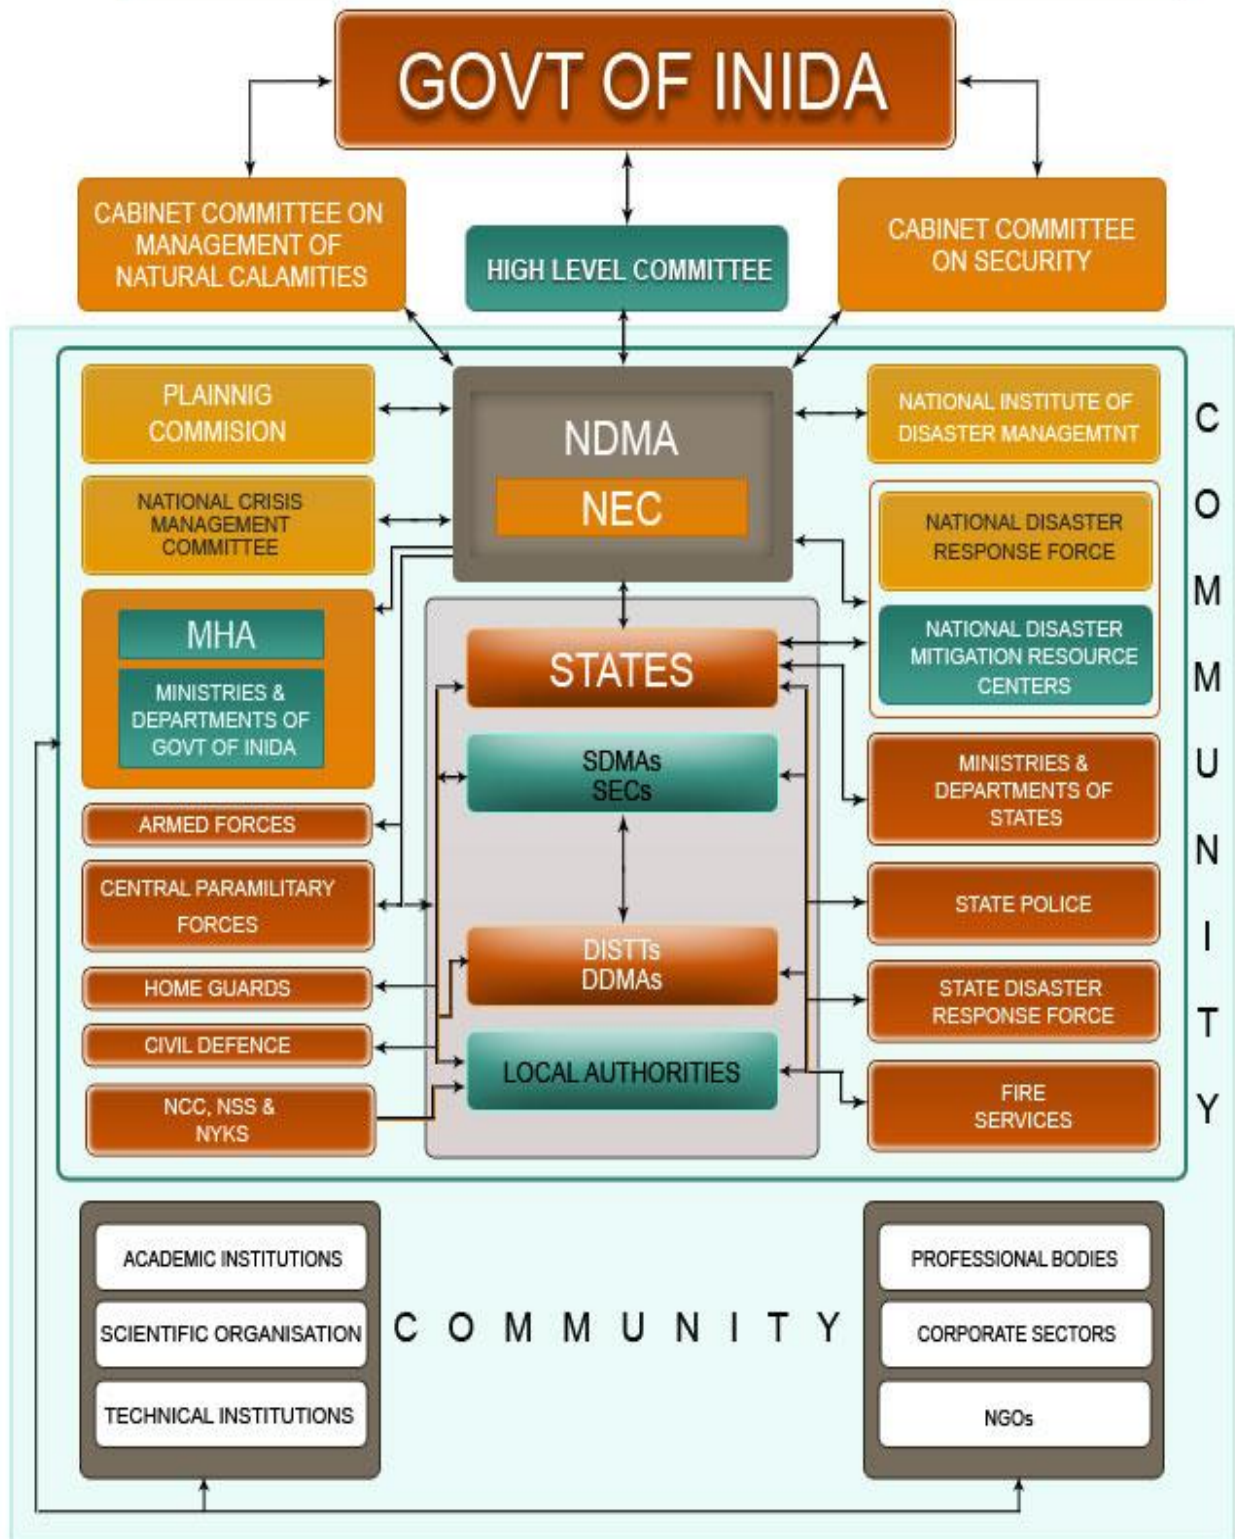 GOVT OF INIDA
CABINET COMMITTEE ON
MANAGEMENT OF
NATURAL CALAMITIES
HIGH LEVEL COMMITTEE
CABINET COMMITTEE
ON SECURITY
PLAINNIG
COMMISION
NDMA
NEC
NATIONAL INSTITUTE OF
DISASTER MANAGEMTNT
NATIONAL CRISIS
MANAGEMENT
COMMITTEE
NATIONAL DISASTER
RESPONSE FORCE
NATIONAL DISASTER
MITIGATION RESOURCE
CENTERS
MHA
MINISTRIES &
DEPARTMENTS OF
GOVT OF INIDA
STATES
SDMAs
SECs
MINISTRIES &
DEPARTMENTS OF
STATES
ARMED FORCES
CENTRAL PARAMILITARY
FORCES
STATE POLICE
DISTTs
DDMAs
HOME GUARDS
STATE DISASTER
RESPONSE FORCE
CIVIL DEFENCE
LOCAL AUTHORITIES
NCC, NSS &
NYKS
FIRE
SERVICES
COMMUNITY
ACADEMIC INSTITUTIONS
SCIENTIFIC ORGANISATION
TECHNICAL INSTITUTIONS
COMMUNITY
PROFESSIONAL BODIES
CORPORATE SECTORS
NGOs